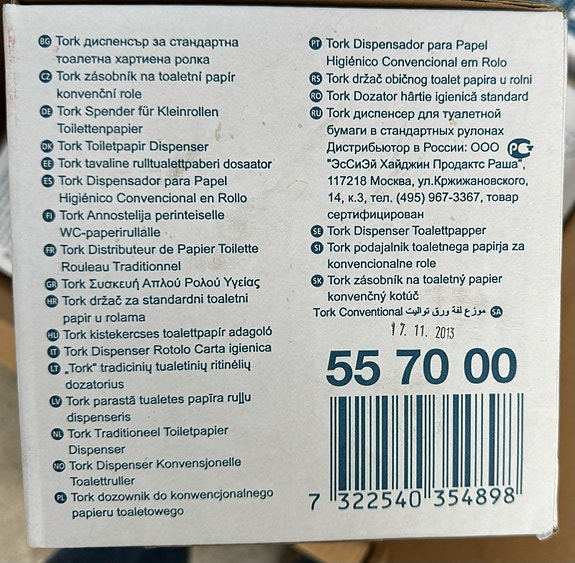 BG Tork диспенсър за стандартна
тоалетна хартиена ролка
CZ Tork zásobník na toaletní papír
konvenční role
DE Tork Spender für Kleinrollen
Toilettenpapier
DK Tork Toiletpapir Dispenser
EE Tork tavaline rulltualettpaberi dosaator
ES Tork Dispensador para Papel
Higiénico Convencional en Rollo
FI Tork Annostelija perinteiselle
WC-paperirullälle
FR Tork Distributeur de Papier Toilette
Rouleau Traditionnel
GR Tork Συσκευή Απλού Ρολού Υγείας
HR Tork držač za standardni toaletni
papir u rolama
HU Tork kistekercses toalettpapír adagoló
IT Tork Dispenser Rotolo Carta igienica
LT „Tork" tradicinių tualetinių ritinėlių
dozatorius
LV Tork parastā tualetes papīra ruļļu
dispenseris
NL Tork Traditioneel Toiletpapier
Dispenser
NO Tork Dispenser Konvensjonelle
Toalettruller
PL Tork dozownik do konwencjonalnego
papieru toaletowego
PT Tork Dispensador para Papel
Higiénico Convencional em Rolo
RS Tork držač običnog toalet papira u rolni
RO Tork Dozator hârtie igienică standard
RU Tork диспенсер для туалетной
бумаги в стандартных рулонах
Дистрибьютор в России: ООО
"ЭсСиЭй Хайджин Продактс Раша",
117218 Москва, ул.Кржижановского,
14, к.3, тел. (495) 967-3367, товар
сертифицирован
SE Tork Dispenser Toalettpapper
SI Tork podajalnik toaletnega papirja za
konvencionalne role
SK Tork zásobník na toaletný papier
konvenčný kotúč
Tork Conventional موزع لفة ورق تواليت SA
17. 11. 2013
55 70 00
7 322540 354898